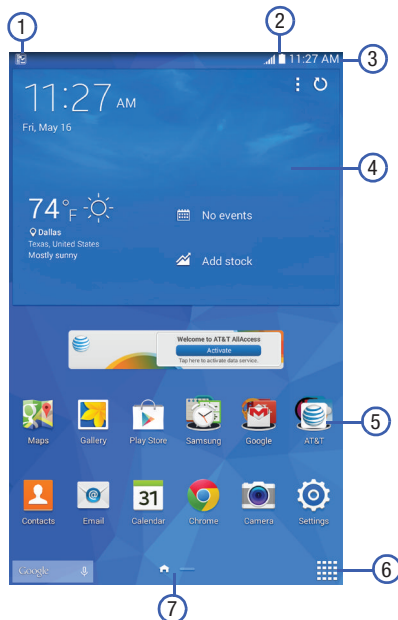 1
2
11:27 AM
3
11:27 AM
Fri, May 16
4
74°F
Dallas
Texas, United States
Mostly sunny
No events
Add stock
Welcome to AT&T AllAccess
Activate
Tap here to activate data service.
31
Maps
Gallery
Play Store
Samsung
Google
AT&T
5
@
Contacts
Email
Calendar
Chrome
Camera
Settings
Google
6
7